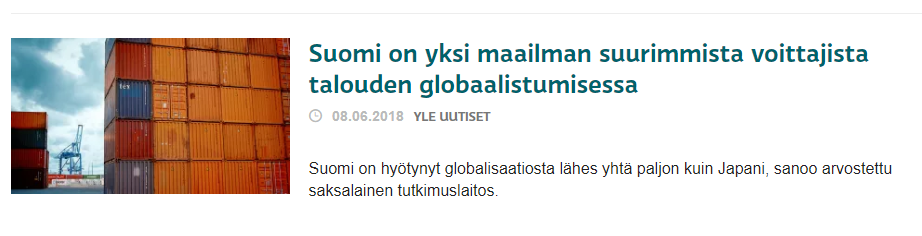 Suomi on yksi maailman suurimmista voittajista
talouden globaalistumisessa
08.06.2018 YLE UUTISET
Suomi on hyötynyt globalisaatiosta lähes yhtä paljon kuin Japani, sanoo arvostettu
saksalainen tutkimuslaitos.